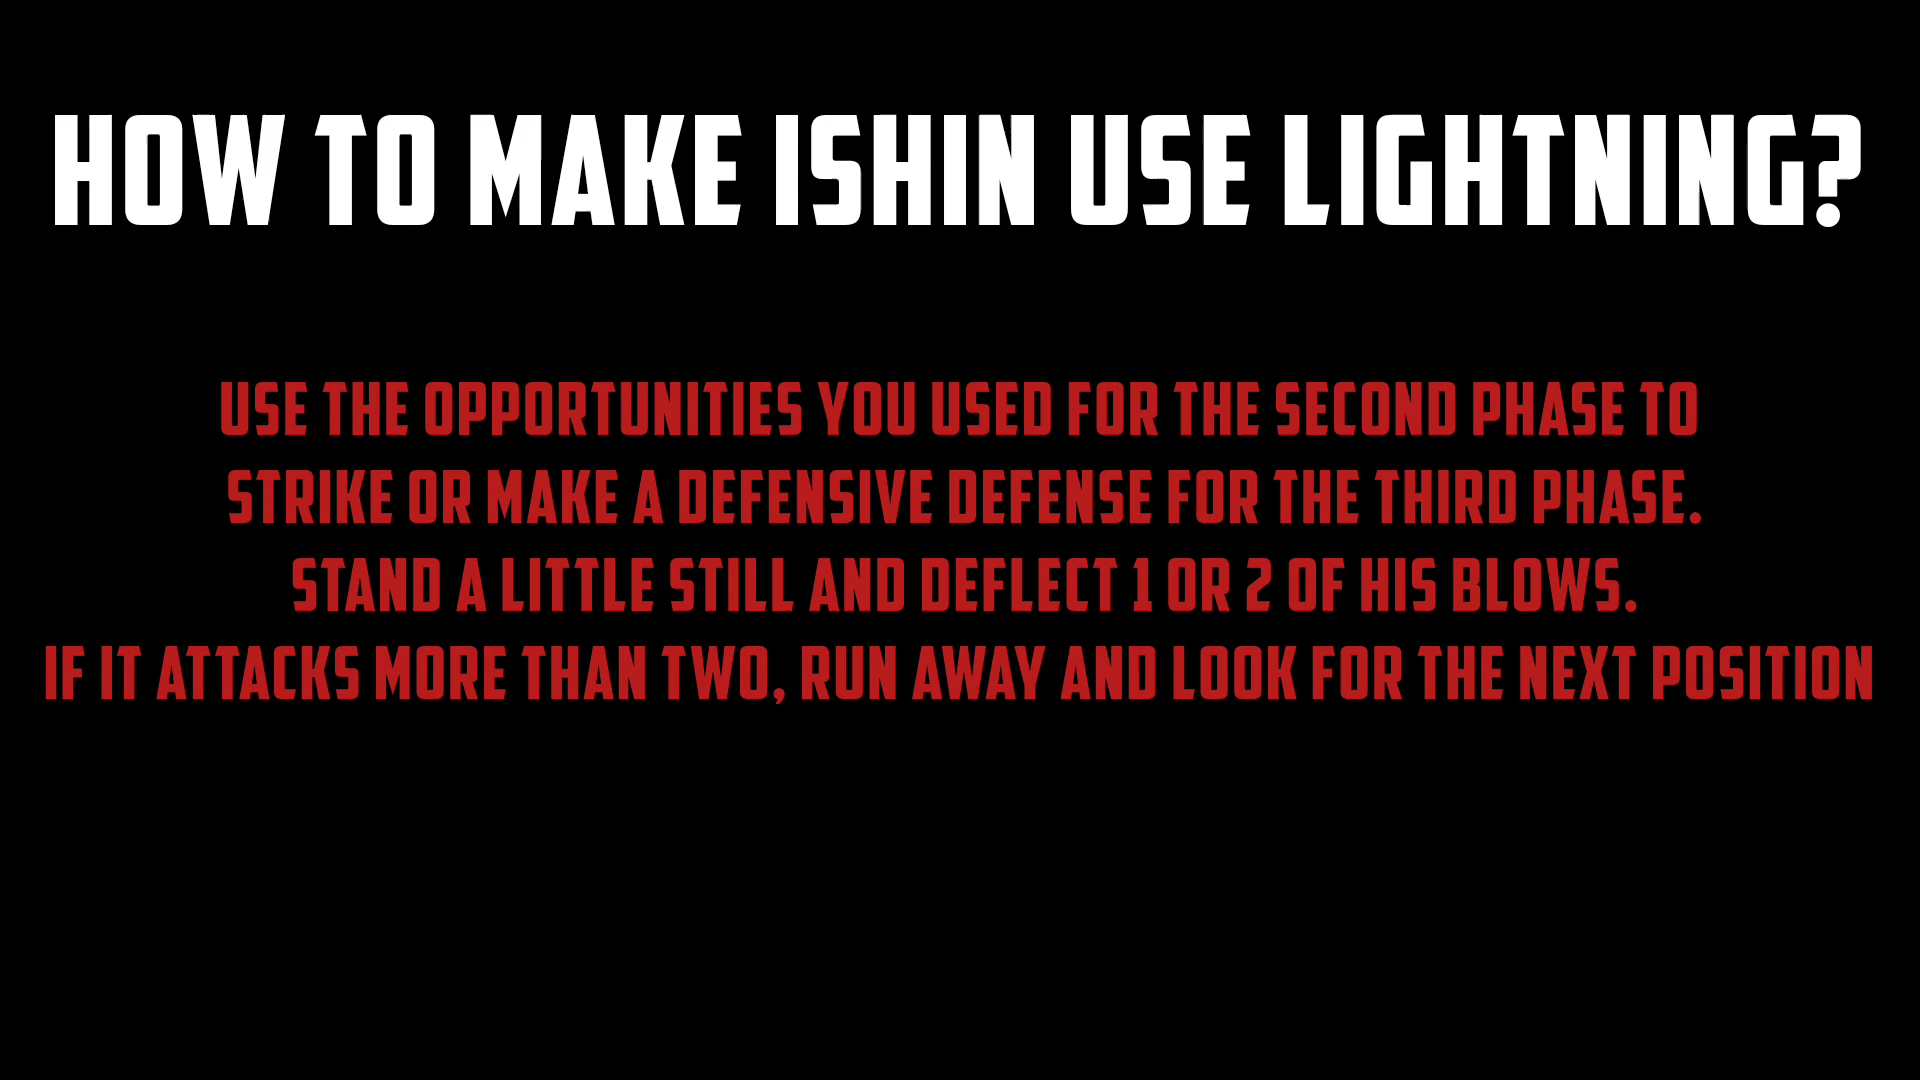 HOW TO MAKE ISHIN USE LIGHTNING?
USE THE OPPORTUNITIES YOU USED FOR THE SECOND PHASE TO
STRIKE OR MAKE A DEFENSIVE DEFENSE FOR THE THIRD PHASE.
STAND A LITTLE STILL AND DEFLECT 1 OR 2 OF HIS BLOWS.
IF IT ATTACKS MORE THAN TWO, RUN AWAY AND LOOK FOR THE NEXT POSITION